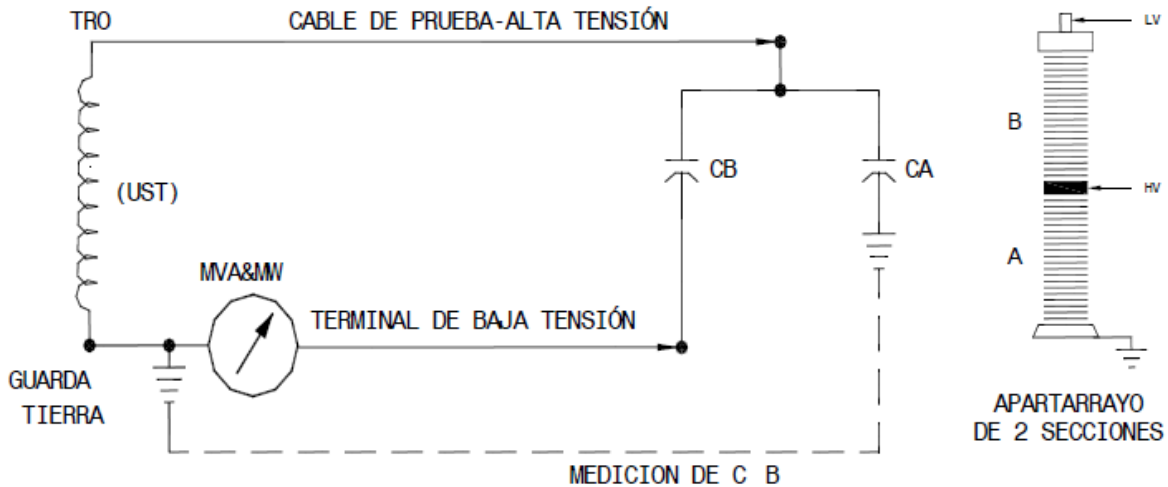 TRO
CABLE DE PRUEBA-ALTA TENSIÓN
LV
B
CB
CA
(UST)
HV
A
MVA&MW
TERMINAL DE BAJA TENSIÓN
GUARDA
TIERRA
APARTARRAYO
DE 2 SECCIONES
MEDICION DE C B